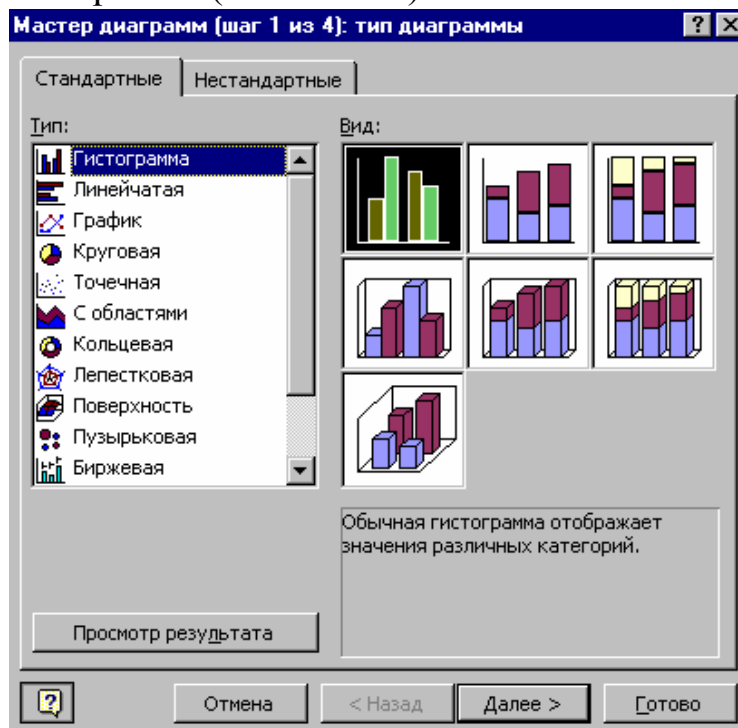 Мастер диаграмм (шаг 1 из 4): тип диаграммы
Стандартные Нестандартные
Тип:
Гистограмма
Линейчатая
График
Круговая
Точечная
С областями
Кольцевая
Лепестковая
Поверхность
Пузырьковая
Биржевая
Вид:
Обычная гистограмма отображает
значения различных категорий.
Просмотр результата
Отмена < Назад Далее > Готово